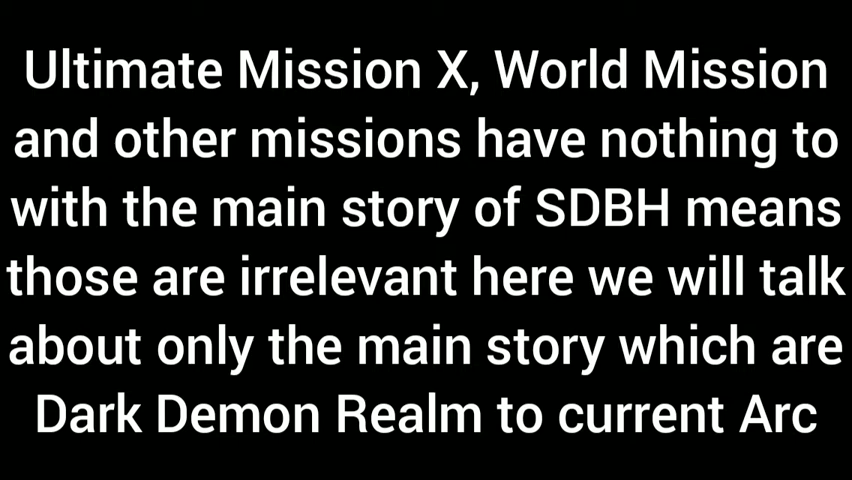 Ultimate Mission X, World Mission
and other missions have nothing to
with the main story of SDBH means
those are irrelevant here we will talk
about only the main story which are
Dark Demon Realm to current Arc